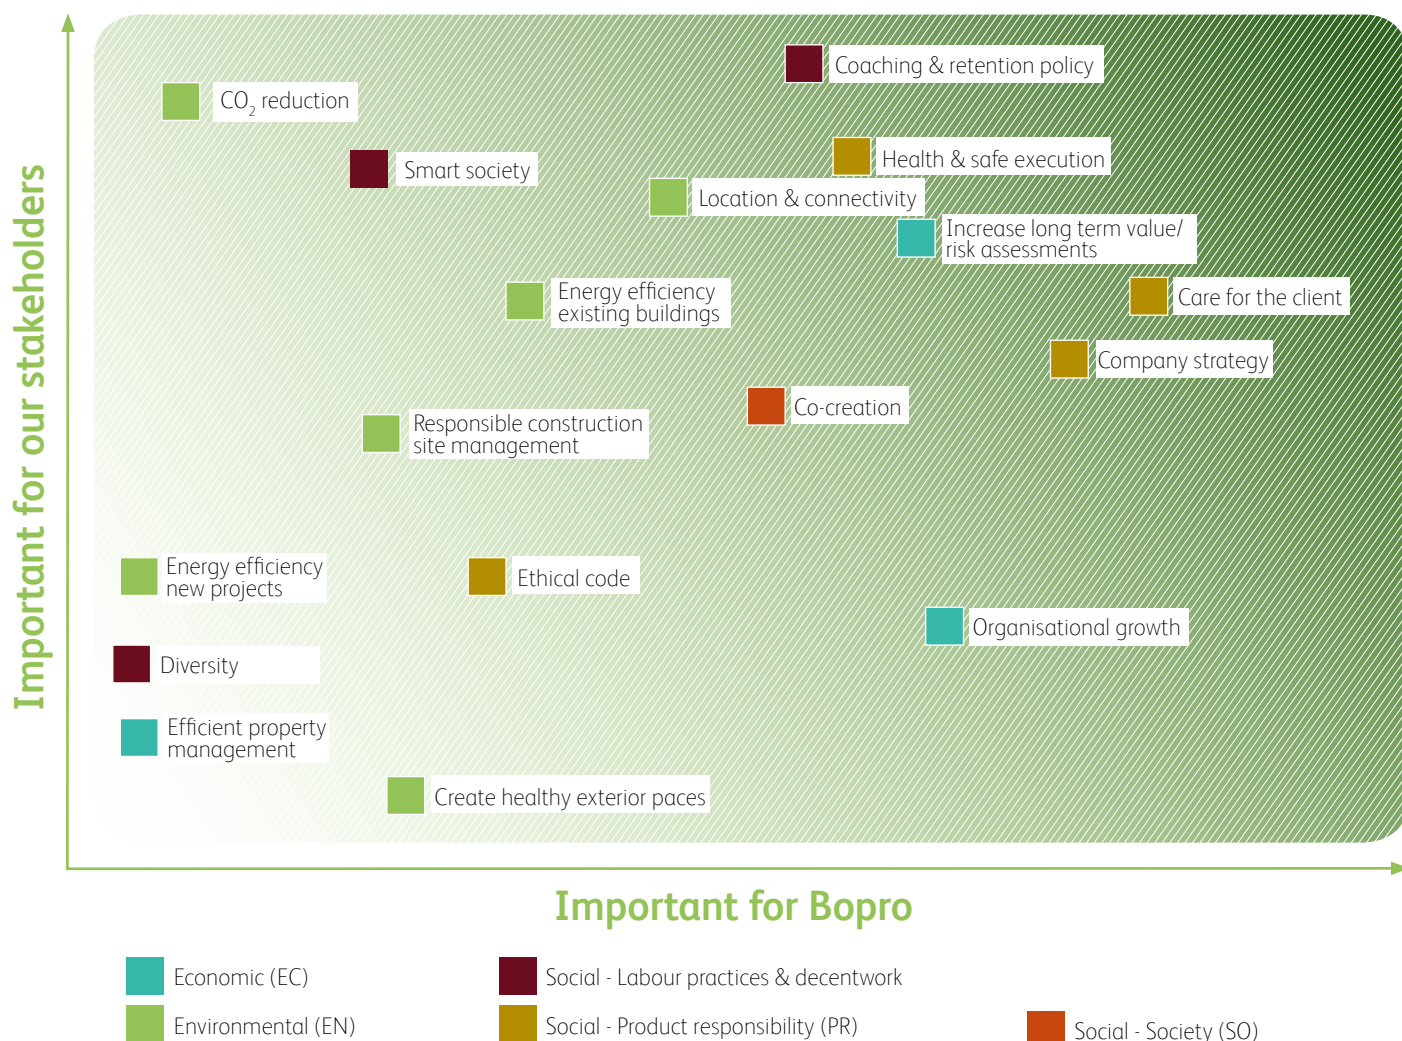 Important for our stakeholders
Coaching & retention policy
CO2 reduction
Health & safe execution
Smart society
Location & connectivity
Increase long term value/
risk assessments
Energy efficiency
existing buildings
Care for the client
Company strategy
Co-creation
Responsible construction
site management
Energy efficiency
new projects
Ethical code
Organisational growth
Diversity
Efficient property
management
Create healthy exterior paces
Important for Bopro
Economic (EC)
Social - Labour practices & decentwork
Environmental (EN)
Social - Product responsibility (PR)
Social - Society (SO)